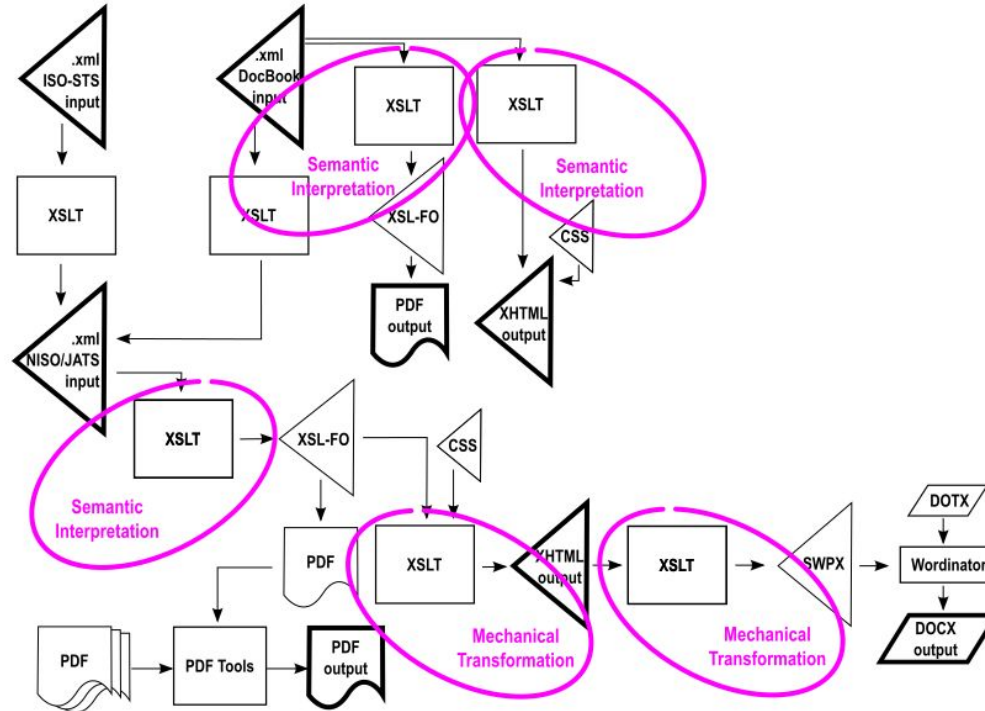 .xml
ISO-STS
input
.xml
DocBook
input
XSLT
XSLT
Semantic
Interpretation
Semantic
Interpretation
XSLT
XSLT
XSL-FO
CSS
PDF
output
XHTML
output
.xml
NISO/JATS
input
XSLT
XSL-FO
CSS
Semantic
Interpretation
DOTX
PDF
XSLT
XHTML
output
XSLT
SWPX
Wordinator
DOCX
output
Mechanical
Transformation
Mechanical
Transformation
PDF
PDF Tools
PDF
output